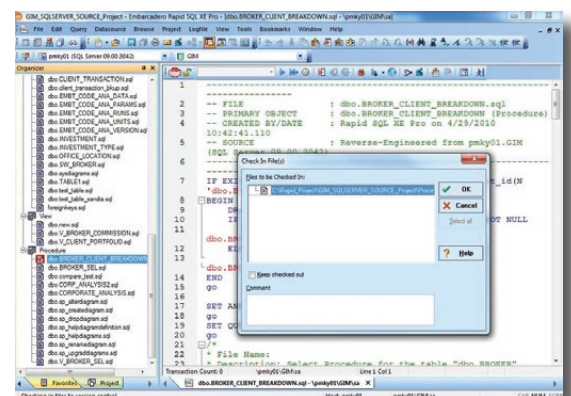 GIM_SQLSERVER_SOURCE_Project - Embarcadero Rapid SQL XE Pro - [dbo.BROKER_CLIENT_BREAKDOWN.sql - \pmky01\GIM\sa]
File Edit Query Datasource Browse Project Logfile View Tools Bookmarks Window Help
pmky01 (SQL Server 09.00.3042) GIM
Organizer
dbo.CLIENT_TRANSACTION.sql
dbo.client_transaction_bkup.sql
dbo.EMBT_CODE_ANA_DATA.sql
dbo.EMBT_CODE_ANA_PARAMS.sql
dbo.EMBT_CODE_ANA_RUNS.sql
dbo.EMBT_CODE_ANA_UNITS.sql
dbo.EMBT_CODE_ANA_VERSION.sql
dbo.INVESTMENT.sql
dbo.INVESTMENT_TYPE.sql
dbo.OFFICE_LOCATION.sql
dbo.SW_BROKER.sql
dbo.sysdiagrams.sql
dbo.TABLE1.sql
dbo.test_table.sql
dbo.test_table_sandia.sql
foreignkeys.sql
View
dbo.new.sql
dbo.V_BROKER_COMMISSION.sql
dbo.V_CLIENT_PORTFOLIO.sql
Procedure
dbo.BROKER_CLIENT_BREAKDOWN
dbo.BROKER_SEL.sql
dbo.compare_test.sql
dbo.CORP_ANALYSIS2.sql
dbo.CORPORATE_ANALYSIS.sql
dbo.sp_alterdiagram.sql
dbo.sp_creatediagram.sql
dbo.sp_dropdiagram.sql
dbo.sp_helpdiagramdefinition.sql
dbo.sp_helpdiagrams.sql
dbo.sp_renamediagram.sql
dbo.sp_upgraddiagrams.sql
dbo.V_BROKER_SEL.sql
Favorites Project
1
2 -- FILE : dbo.BROKER_CLIENT_BREAKDOWN.sql
3 -- PRIMARY OBJECT : dbo.BROKER_CLIENT_BREAKDOWN (Procedure)
4 -- CREATED BY/DATE : Rapid SQL XE Pro on 4/29/2010
10:42:41.110
5 -- SOURCE : Reverse-Engineered from pmky01.GIM
(SQL Server 09.00.3042)
6
7 IF EXI t_id(N
'dbo.B
8 BEGIN
9 DR
10 IF OT NULL
11
dbo.BR
12 EL
13
dbo.BR
14 END
15 go
16
17 SET AN
18 go
19 SET QU
20 go
21 /*
22 * File Name:
23 * Description: Select Procedure for the table "dbo.BROKER"
Check In File(s)
Files to be Checked In:
C:\Rapid_Project\GIM_SQLSERVER_SOURCE_Project\Proce
OK
Cancel
Select all
Help
Keep checked out
Comment
Transaction Count: 0 \pmky01\GIM\sa Line 1 Col 1
dbo.BROKER_CLIENT_BREAKDOWN.sql - \pmky01\GIM\sa X